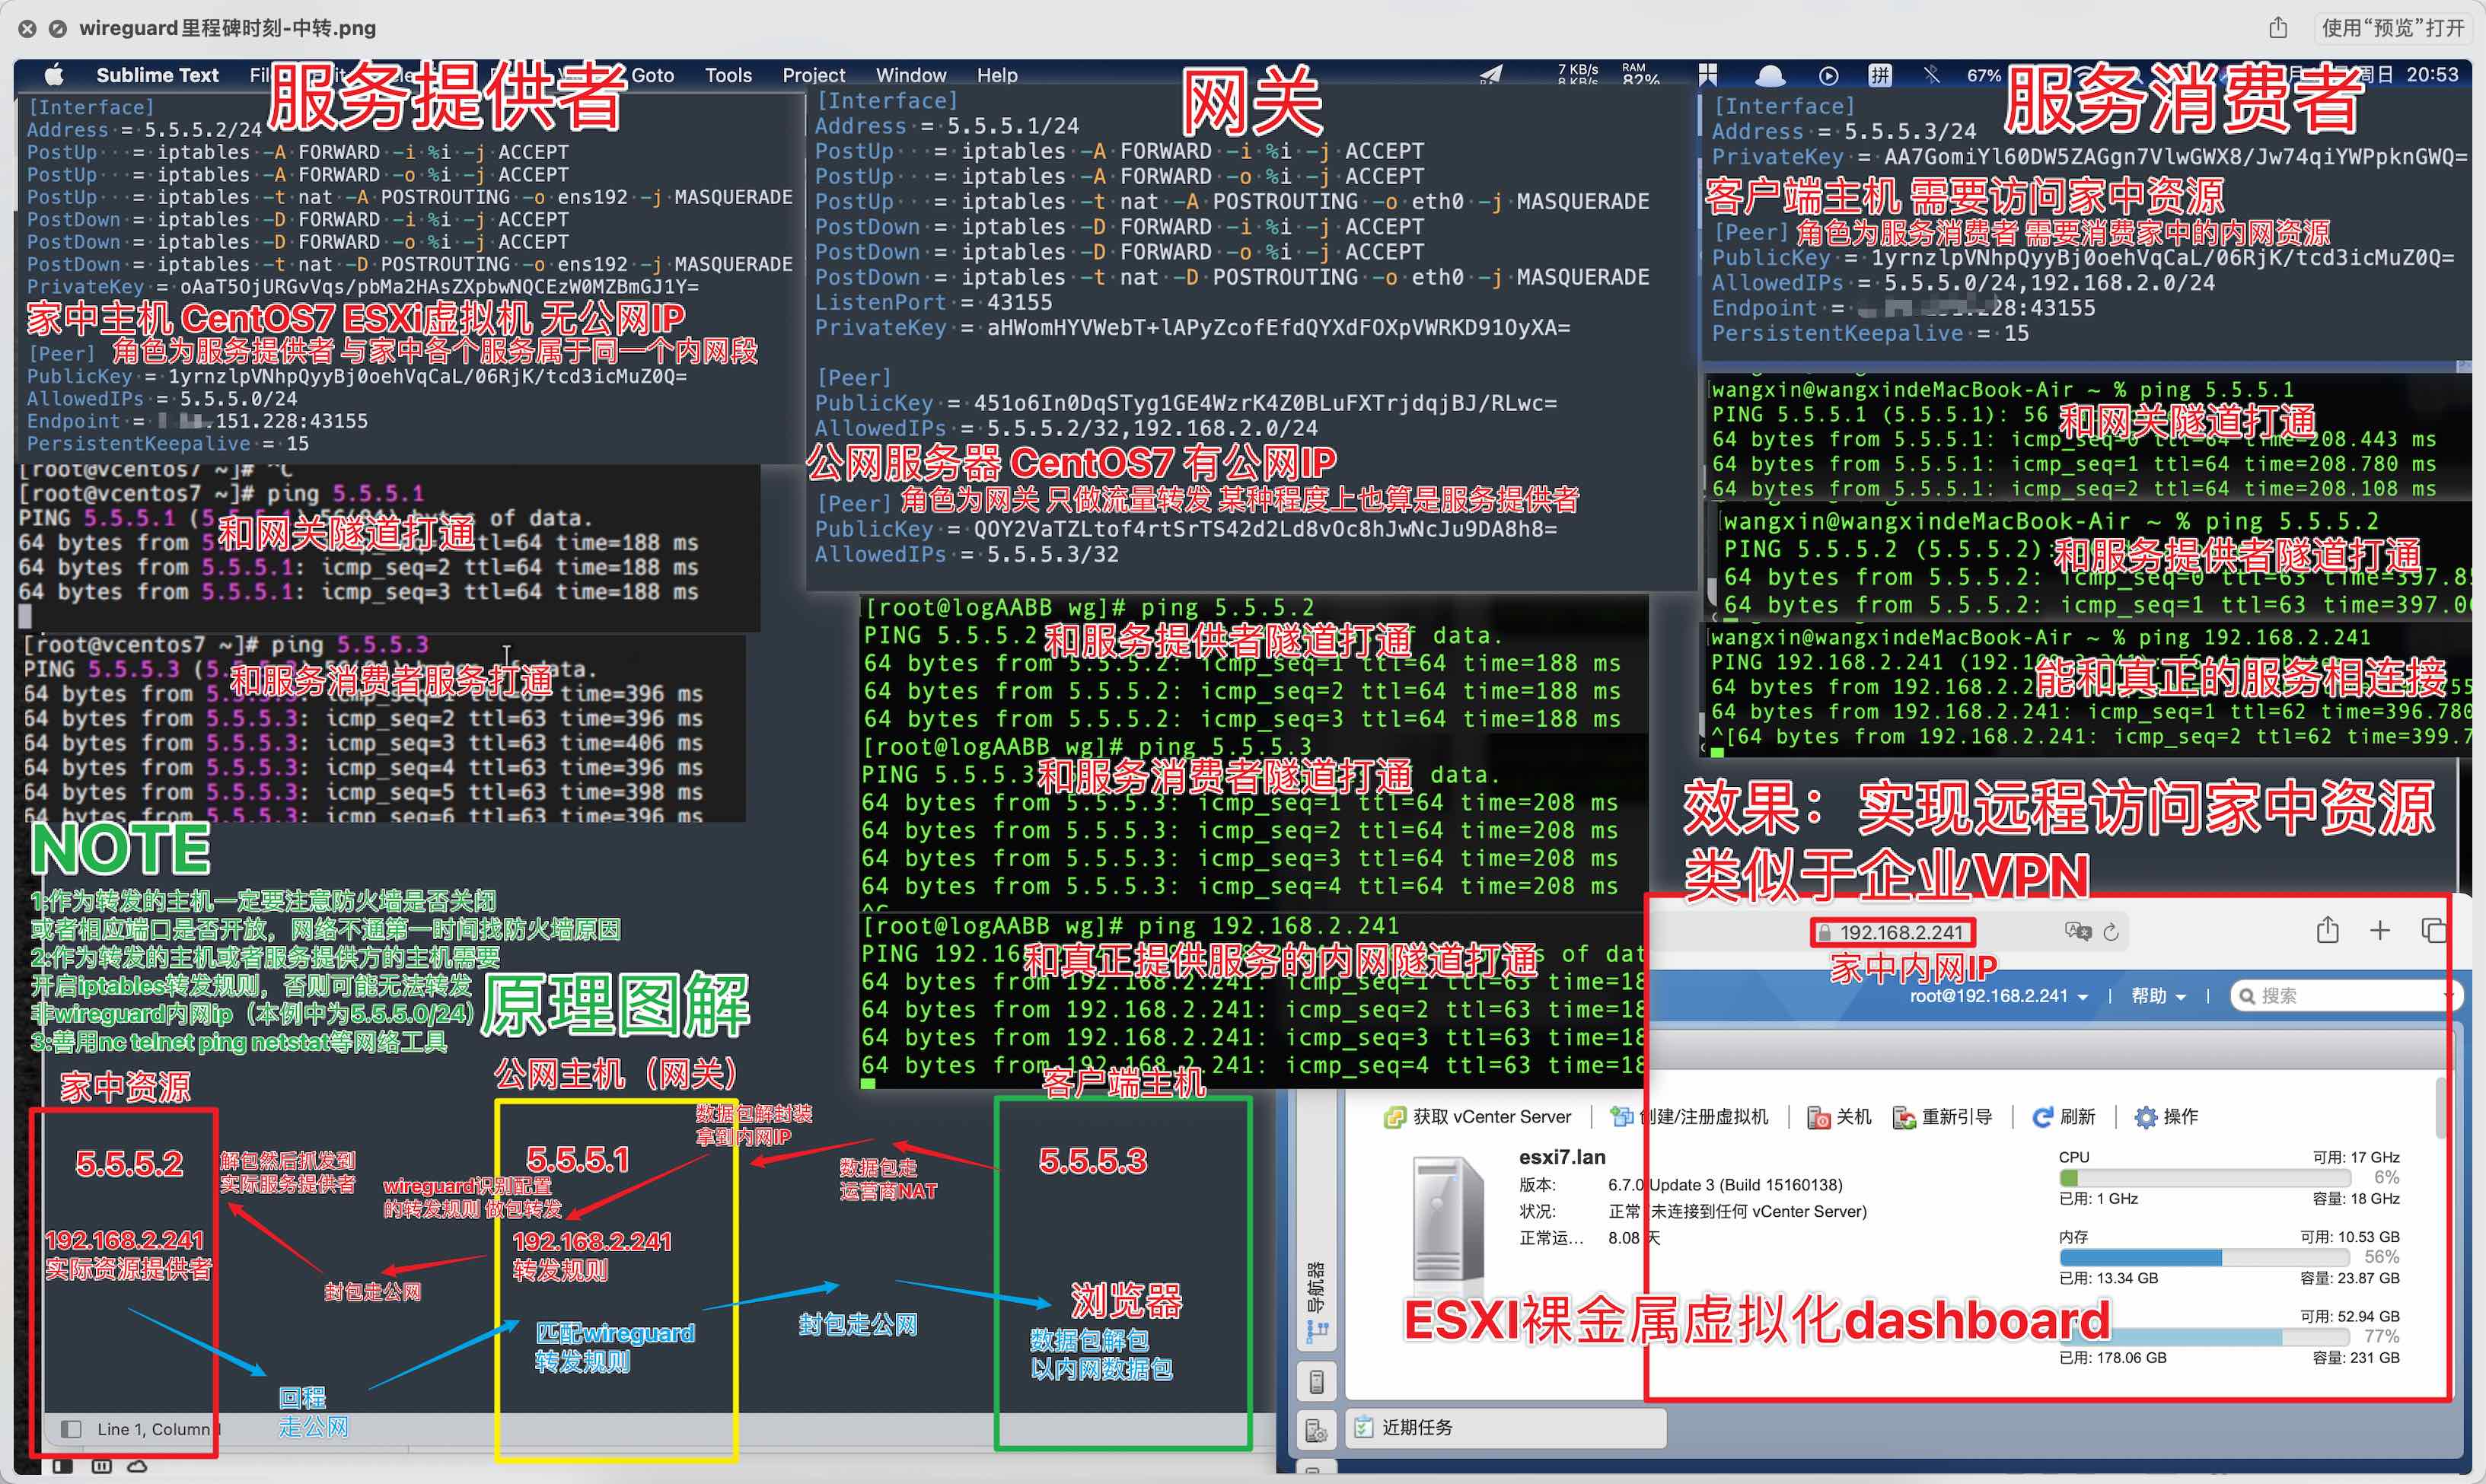 wireguard里程碑时刻-中转.png
使用“预览”打开
Sublime Text
Goto
Tools
Project
Window
Help
7 KB/s
8 KB/s
RAM
82%
拼
67%
周日 20:53
服务提供者
[Interface]
Address = 5.5.5.2/24
PostUp = iptables -A FORWARD -i %i -j ACCEPT
PostUp = iptables -A FORWARD -o %i -j ACCEPT
PostUp = iptables -t nat -A POSTROUTING -o ens192 -j MASQUERADE
PostDown = iptables -D FORWARD -i %i -j ACCEPT
PostDown = iptables -D FORWARD -o %i -j ACCEPT
PostDown = iptables -t nat -D POSTROUTING -o ens192 -j MASQUERADE
PrivateKey = oAaT5OjURGvVqs/pbMa2HAsZXpbwNQCEzW0MZBmGJ1Y=
家中主机 CentOS7 ESXi虚拟机 无公网IP
[Peer]
角色为服务提供者 与家中各个服务属于同一个内网段
PublicKey = 1yrnzlpVNhpQyyBj0oehVqCaL/06RjK/tcd3icMuZ0Q=
AllowedIPs = 5.5.5.0/24
Endpoint = .151.228:43155
PersistentKeepalive = 15
[root@vcentos7 ~]# ^C
[root@vcentos7 ~]# ping 5.5.5.1
PING 5.5.5.1 of data.
和网关隧道打通
64 bytes from ttl=64 time=188 ms
64 bytes from 5.5.5.1: icmp_seq=2 ttl=64 time=188 ms
64 bytes from 5.5.5.1: icmp_seq=3 ttl=64 time=188 ms
[root@vcentos7 ~]# ping 5.5.5.3
PING 5.5.5.3
和服务消费者服务打通
64 bytes from 5.5.5.3: icmp_seq=1 ttl=63 time=396 ms
64 bytes from 5.5.5.3: icmp_seq=2 ttl=63 time=396 ms
64 bytes from 5.5.5.3: icmp_seq=3 ttl=63 time=406 ms
64 bytes from 5.5.5.3: icmp_seq=4 ttl=63 time=396 ms
64 bytes from 5.5.5.3: icmp_seq=5 ttl=63 time=398 ms
64 bytes from 5.5.5.3: icmp_seq=6 ttl=63 time=396 ms
网关
[Interface]
Address = 5.5.5.1/24
PostUp = iptables -A FORWARD -i %i -j ACCEPT
PostUp = iptables -A FORWARD -o %i -j ACCEPT
PostUp = iptables -t nat -A POSTROUTING -o eth0 -j MASQUERADE
PostDown = iptables -D FORWARD -i %i -j ACCEPT
PostDown = iptables -D FORWARD -o %i -j ACCEPT
PostDown = iptables -t nat -D POSTROUTING -o eth0 -j MASQUERADE
ListenPort = 43155
PrivateKey = aHWomHYVWebT+lAPyZcofEfdQYXdFOXpVWRKD91OyXA=
[Peer]
PublicKey = 451o6In0DqSTyg1GE4WzrK4Z0BLuFXTrjdqjBJ/RLwc=
AllowedIPs = 5.5.5.2/32,192.168.2.0/24
公网服务器 CentOS7 有公网IP
[Peer]
角色为网关 只做流量转发 某种程度上也算是服务提供者
PublicKey = QOY2VaTZLtof4rtSrTS42d2Ld8vOc8hJwNcJu9DA8h8=
AllowedIPs = 5.5.5.3/32
[root@logAABB wg]# ping 5.5.5.2
PING 5.5.5.2 of data.
和服务提供者隧道打通
64 bytes from 5.5.5.2: icmp_seq=1 ttl=64 time=188 ms
64 bytes from 5.5.5.2: icmp_seq=2 ttl=64 time=188 ms
64 bytes from 5.5.5.2: icmp_seq=3 ttl=64 time=188 ms
[root@logAABB wg]# ping 5.5.5.3
PING 5.5.5.3 data.
和服务消费者隧道打通
64 bytes from 5.5.5.3: icmp_seq=1 ttl=64 time=208 ms
64 bytes from 5.5.5.3: icmp_seq=2 ttl=64 time=208 ms
64 bytes from 5.5.5.3: icmp_seq=3 ttl=64 time=208 ms
64 bytes from 5.5.5.3: icmp_seq=4 ttl=64 time=208 ms
[root@logAABB wg]# ping 192.168.2.241
PING 192.16 s of dat
和真正提供服务的内网隧道打通
64 bytes from 192.168.2.241: icmp_seq=1 ttl=63 time=18
64 bytes from 192.168.2.241: icmp_seq=2 ttl=63 time=18
64 bytes from 192.168.2.241: icmp_seq=3 ttl=63 time=18
64 bytes from 192.168.2.241: icmp_seq=4 ttl=63 time=18
服务消费者
[Interface]
Address = 5.5.5.3/24
PrivateKey = AA7GomiYl60DW5ZAGgn7VlwGWX8/Jw74qiYWPpknGWQ=
客户端主机 需要访问家中资源
[Peer]
角色为服务消费者 需要消费家中的内网资源
PublicKey = 1yrnzlpVNhpQyyBj0oehVqCaL/06RjK/tcd3icMuZ0Q=
AllowedIPs = 5.5.5.0/24,192.168.2.0/24
Endpoint = 28:43155
PersistentKeepalive = 15
wangxin@wangxindeMacBook-Air ~ % ping 5.5.5.1
PING 5.5.5.1 (5.5.5.1): 56
和网关隧道打通
64 bytes from 5.5.5.1: icmp_seq=0 ttl=64 time=208.443 ms
64 bytes from 5.5.5.1: icmp_seq=1 ttl=64 time=208.780 ms
64 bytes from 5.5.5.1: icmp_seq=2 ttl=64 time=208.108 ms
wangxin@wangxindeMacBook-Air ~ % ping 5.5.5.2
PING 5.5.5.2 (5.5.5.2):
和服务提供者隧道打通
64 bytes from 5.5.5.2: icmp_seq=0 ttl=63 time=397.8
64 bytes from 5.5.5.2: icmp_seq=1 ttl=63 time=397.0
wangxin@wangxindeMacBook-Air ~ % ping 192.168.2.241
PING 192.168.2.241
能和真正的服务相连接
64 bytes from 192.168.2.2
64 bytes from 192.168.2.241: icmp_seq=1 ttl=62 time=396.780
^[64 bytes from 192.168.2.241: icmp_seq=2 ttl=62 time=399.7
效果：实现远程访问家中资源
类似于企业VPN
192.168.2.241
家中内网IP
root@192.168.2.241
帮助
搜索
获取 vCenter Server
创建/注册虚拟机
关机
重新引导
刷新
操作
esxi7.lan
版本: 6.7.0 Update 3 (Build 15160138)
状况: 正常 (未连接到任何 vCenter Server)
正常运... 8.08 天
CPU
可用: 17 GHz
6%
已用: 1 GHz
容量: 18 GHz
内存
可用: 10.53 GB
56%
已用: 13.34 GB
容量: 23.87 GB
可用: 52.94 GB
77%
已用: 178.06 GB
容量: 231 GB
ESXI裸金属虚拟化dashboard
导航器
近期任务
NOTE
1:作为转发的主机一定要注意防火墙是否关闭
或者相应端口是否开放，网络不通第一时间找防火墙原因
2:作为转发的主机或者服务提供方的主机需要
开启iptables转发规则，否则可能无法转发
非wireguard内网ip（本例中为5.5.5.0/24）
3:善用nc telnet ping netstat等网络工具
原理图解
家中资源
公网主机（网关）
客户端主机
5.5.5.2
解包然后抓发到
实际服务提供者
192.168.2.241
实际资源提供者
封包走公网
wireguard识别配置
的转发规则 做包转发
5.5.5.1
192.168.2.241
转发规则
数据包解封装
拿到内网IP
数据包走
运营商NAT
5.5.5.3
浏览器
数据包解包
以内网数据包
封包走公网
匹配wireguard
转发规则
回程
走公网
Line 1, Column